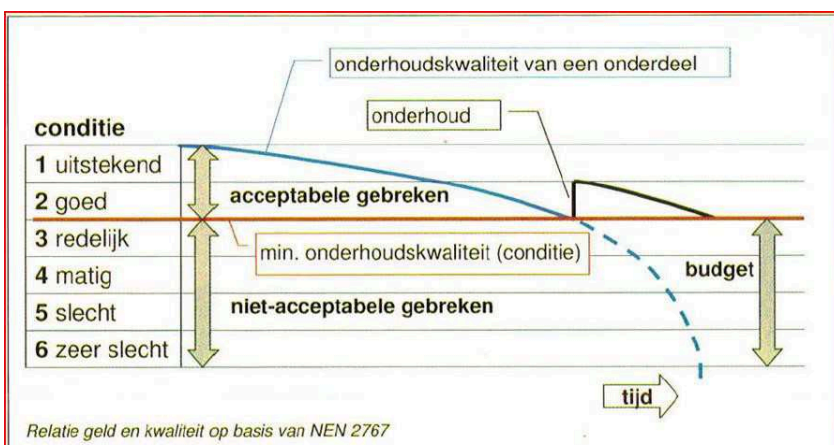 onderhoudskwaliteit van een onderdeel
onderhoud
conditie
1 uitstekend
2 goed
acceptabele gebreken
3 redelijk
min. onderhoudskwaliteit (conditie)
4 matig
budget
5 slecht
niet-acceptabele gebreken
6 zeer slecht
tijd
Relatie geld en kwaliteit op basis van NEN 2767